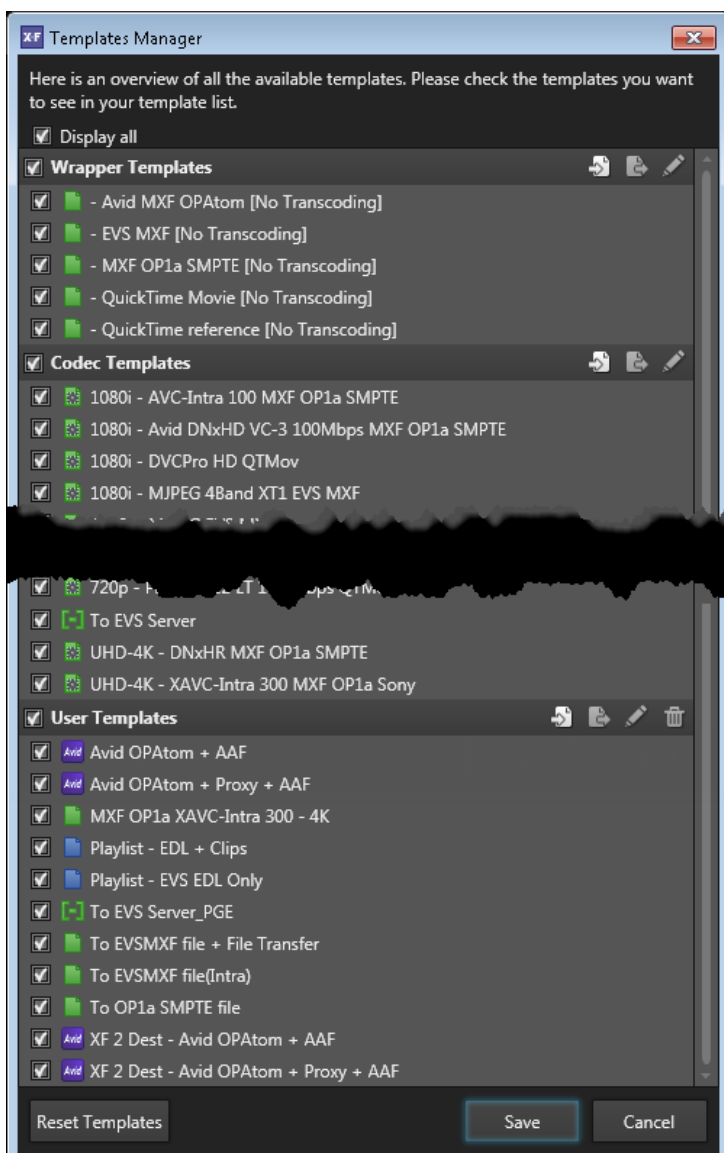 XF Templates Manager
Here is an overview of all the available templates. Please check the templates you want
to see in your template list.
Display all
Wrapper Templates
- Avid MXF OPAtom [No Transcoding]
- EVS MXF [No Transcoding]
- MXF OP1a SMPTE [No Transcoding]
- QuickTime Movie [No Transcoding]
- QuickTime reference [No Transcoding]
Codec Templates
1080i - AVC-Intra 100 MXF OP1a SMPTE
1080i - Avid DNxHD VC-3 100Mbps MXF OP1a SMPTE
1080i - DVCPro HD QTMov
1080i - MJPEG 4Band XT1 EVS MXF
720p -
To EVS Server
UHD-4K - DNxHR MXF OP1a SMPTE
UHD-4K - XAVC-Intra 300 MXF OP1a Sony
User Templates
Avid Avid OPAtom + AAF
Avid Avid OPAtom + Proxy + AAF
MXF OP1a XAVC-Intra 300 - 4K
Playlist - EDL + Clips
Playlist - EVS EDL Only
To EVS Server_PGE
To EVSMXF file + File Transfer
To EVSMXF file(Intra)
To OP1a SMPTE file
Avid XF 2 Dest - Avid OPAtom + AAF
Avid XF 2 Dest - Avid OPAtom + Proxy + AAF
Reset Templates Save Cancel